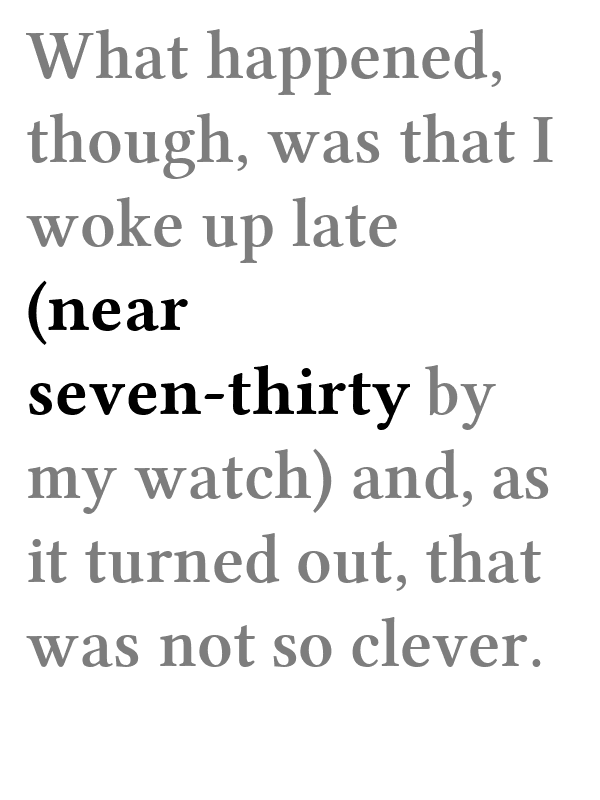 What happened,
though, was that I
woke up late
(near
seven-thirty by
my watch) and, as
it turned out, that
was not so clever.